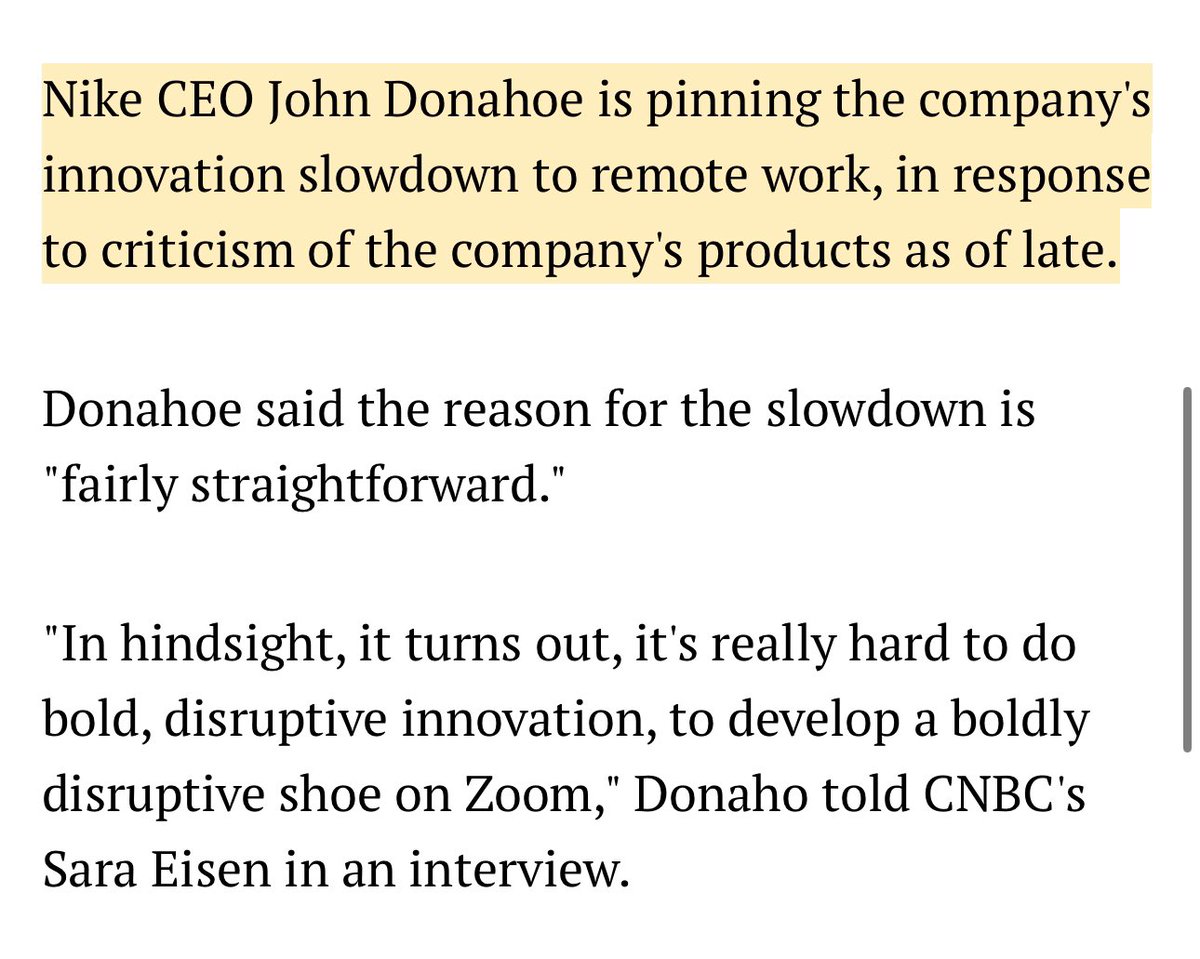 Nike CEO John Donahoe is pinning the company's
innovation slowdown to remote work, in response
to criticism of the company's products as of late.
Donahoe said the reason for the slowdown is
"fairly straightforward."
"In hindsight, it turns out, it's really hard to do
bold, disruptive innovation, to develop a boldly
disruptive shoe on Zoom," Donaho told CNBC's
Sara Eisen in an interview.